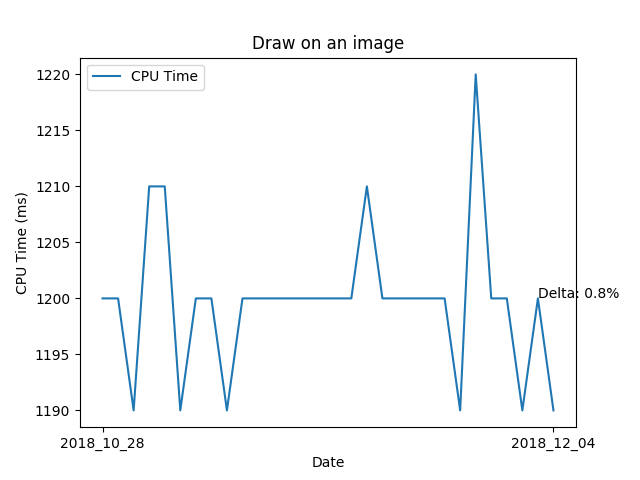 Draw on an image
CPU Time
1220
1215
1210
1205
1200
1195
1190
CPU Time (ms)
Delta: 0.8%
2018_10_28
2018_12_04
Date